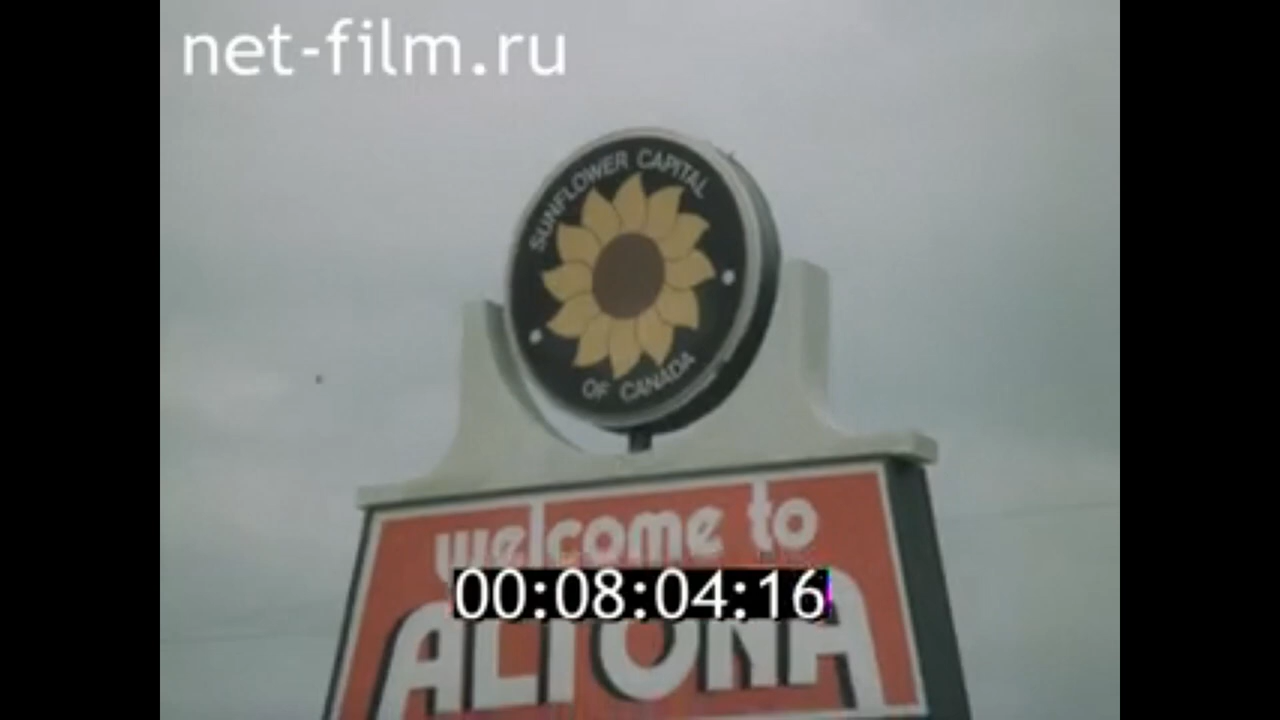 net-film.ru
SUNFLOWER CAPITAL
OF CANADA
welcome to
00:08:04:16
ALTONA